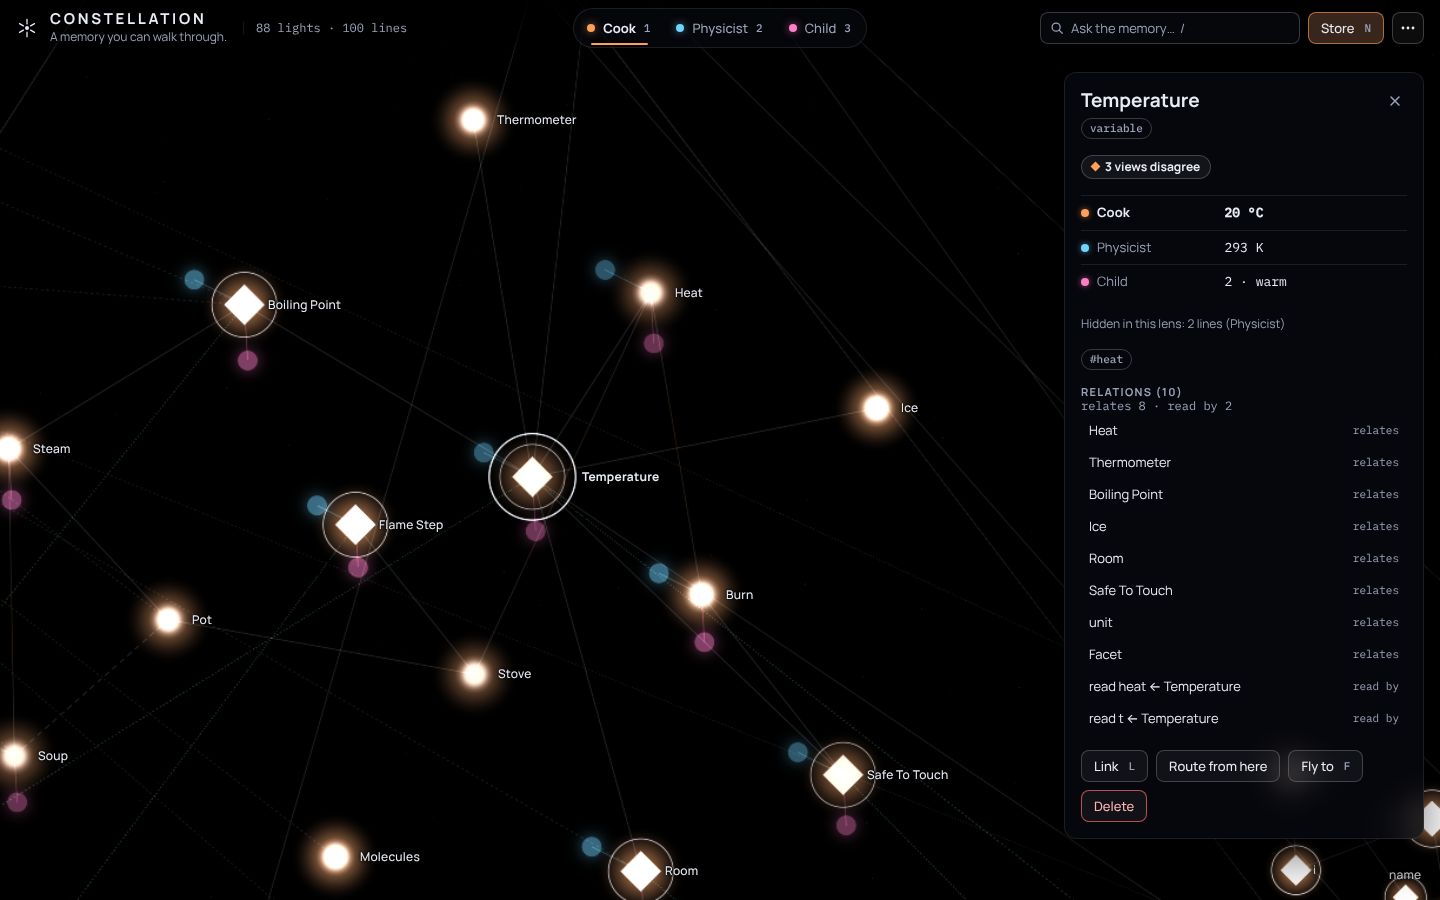 CONSTELLATION
A memory you can walk through.
88 lights · 100 lines
Cook 1
Physicist 2
Child 3
Ask the memory… /
Store N
Thermometer
Boiling Point
Heat
Ice
Steam
Temperature
Flame Step
Burn
Pot
Stove
Soup
Safe To Touch
Molecules
Room
i
name
Temperature
variable
3 views disagree
Cook 20 °C
Physicist 293 K
Child 2 · warm
Hidden in this lens: 2 lines (Physicist)
#heat
RELATIONS (10)
relates 8 · read by 2
Heat relates
Thermometer relates
Boiling Point relates
Ice relates
Room relates
Safe To Touch relates
unit relates
Facet relates
read heat ← Temperature read by
read t ← Temperature read by
Link L
Route from here
Fly to F
Delete